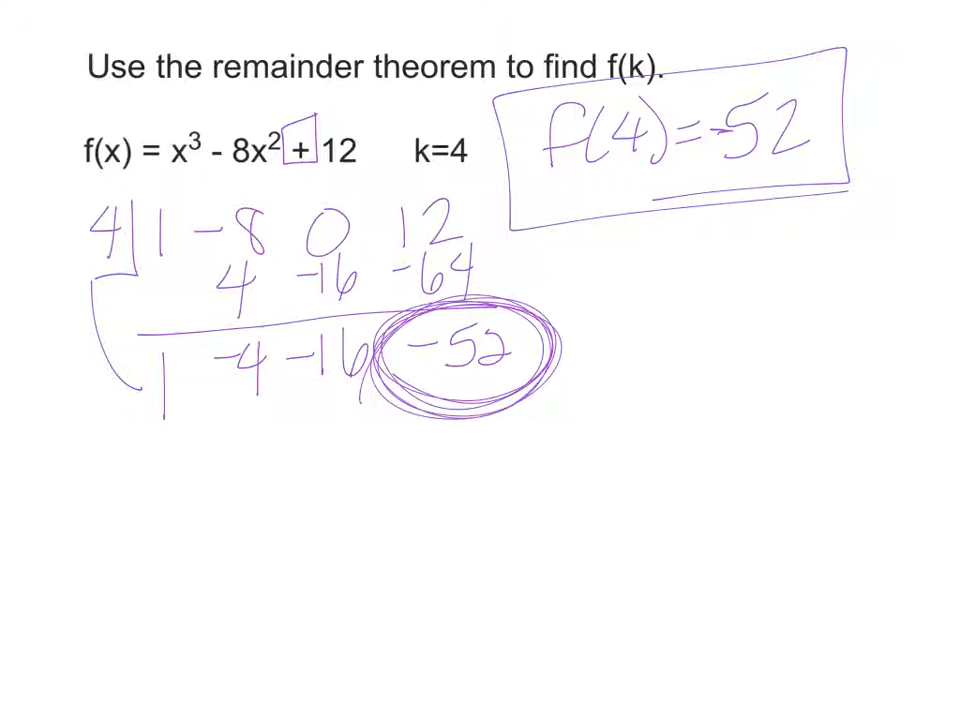 Use the remainder theorem to find f(k).
f(x) = x³ - 8x² + 12 k=4
f(4) = -52
4| 1 -8 0 12
4 -16 -64
1 -4 -16 -52